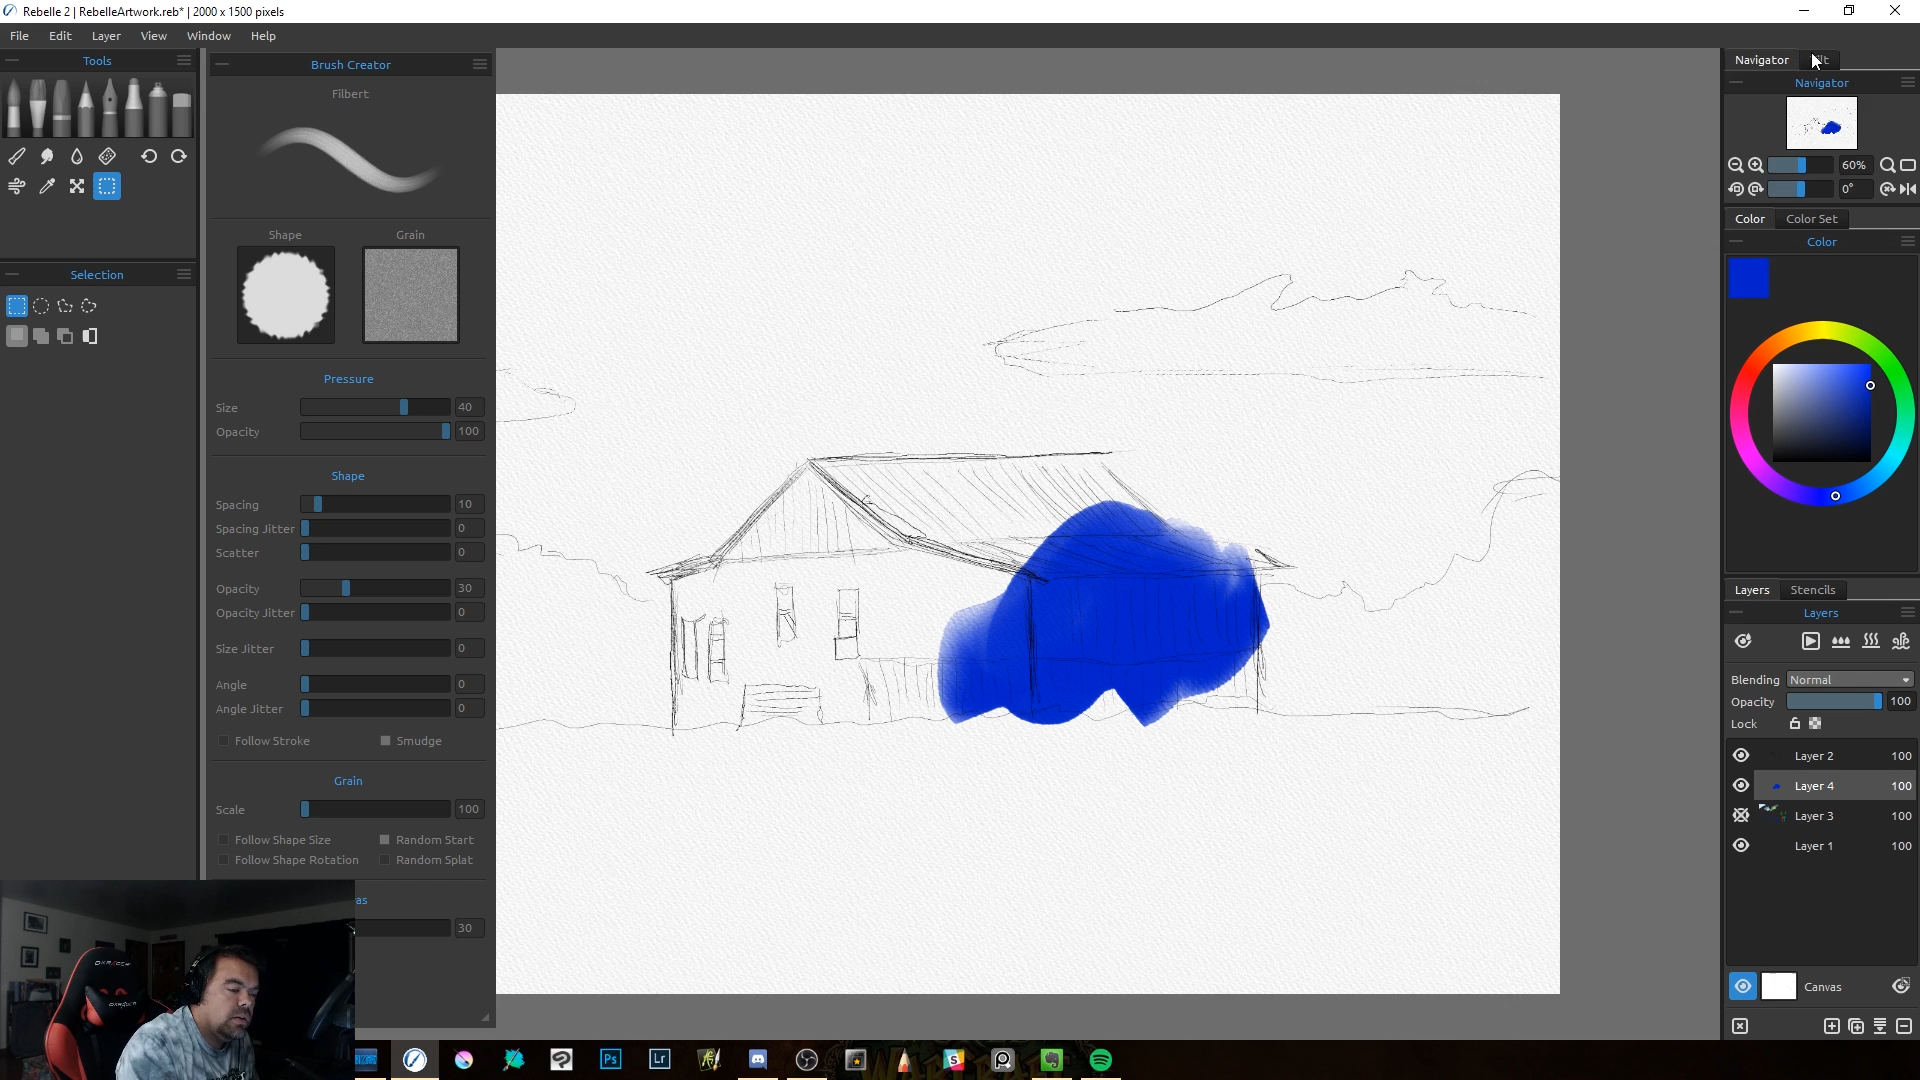 Rebelle 2 | RebelleArtwork.reb* | 2000 x 1500 pixels
File Edit Layer View Window Help
Tools
Selection
Brush Creator
Filbert
Shape Grain
Pressure
Size 40
Opacity 100
Shape
Spacing 10
Spacing Jitter 0
Scatter 0
Opacity 30
Opacity Jitter 0
Size Jitter 0
Angle 0
Angle Jitter 0
Follow Stroke Smudge
Grain
Scale 100
Follow Shape Size Random Start
Follow Shape Rotation Random Splat
as
30
Navigator
Navigator
60%
0°
Color Color Set
Color
Layers Stencils
Layers
Blending Normal
Opacity 100
Lock
Layer 2 100
Layer 4 100
Layer 3 100
Layer 1 100
Canvas
Ps Lr